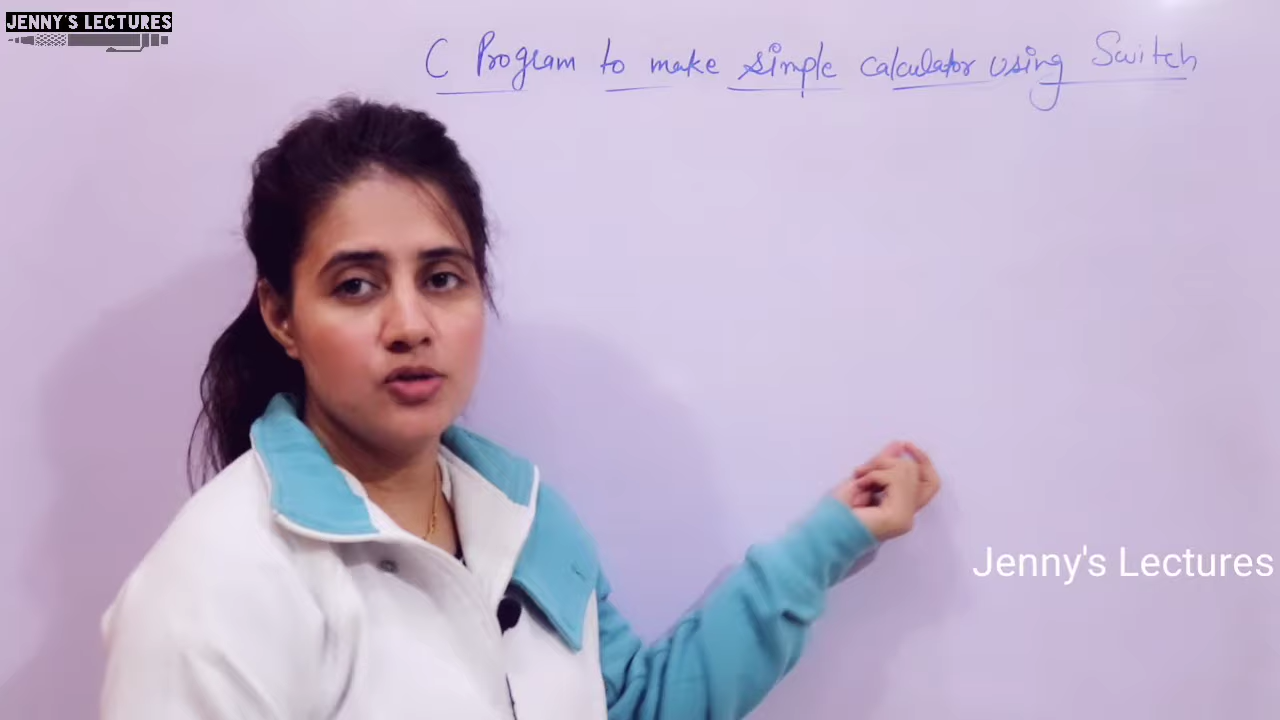 JENNY'S LECTURES
C Program to make simple calculator using Switch
Jenny's Lectures